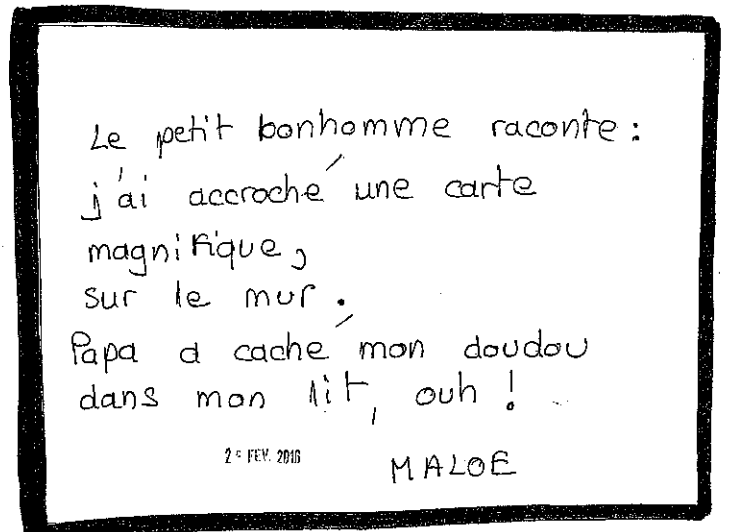 Le petit bonhomme raconte :
j'ai accroché une carte
magnifique,
sur le mur.
Papa a caché mon doudou
dans mon lit, ouh !
FEV. 2016
MALOE